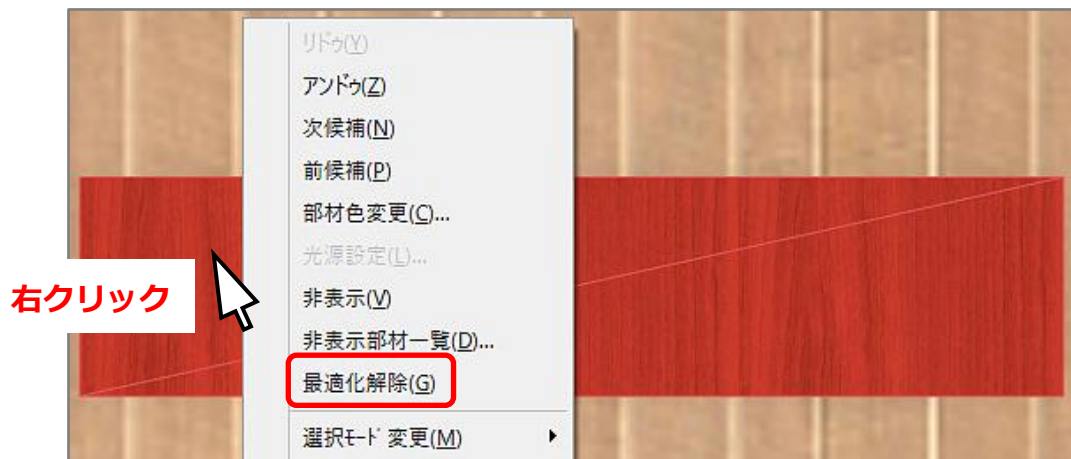 リドゥ(Y)
アンドゥ(Z)
次候補(N)
前候補(P)
部材色変更(C)...
光源設定(L)...
非表示(V)
右クリック
非表示部材一覧(D)...
最適化解除(G)
選択モード変更(M)